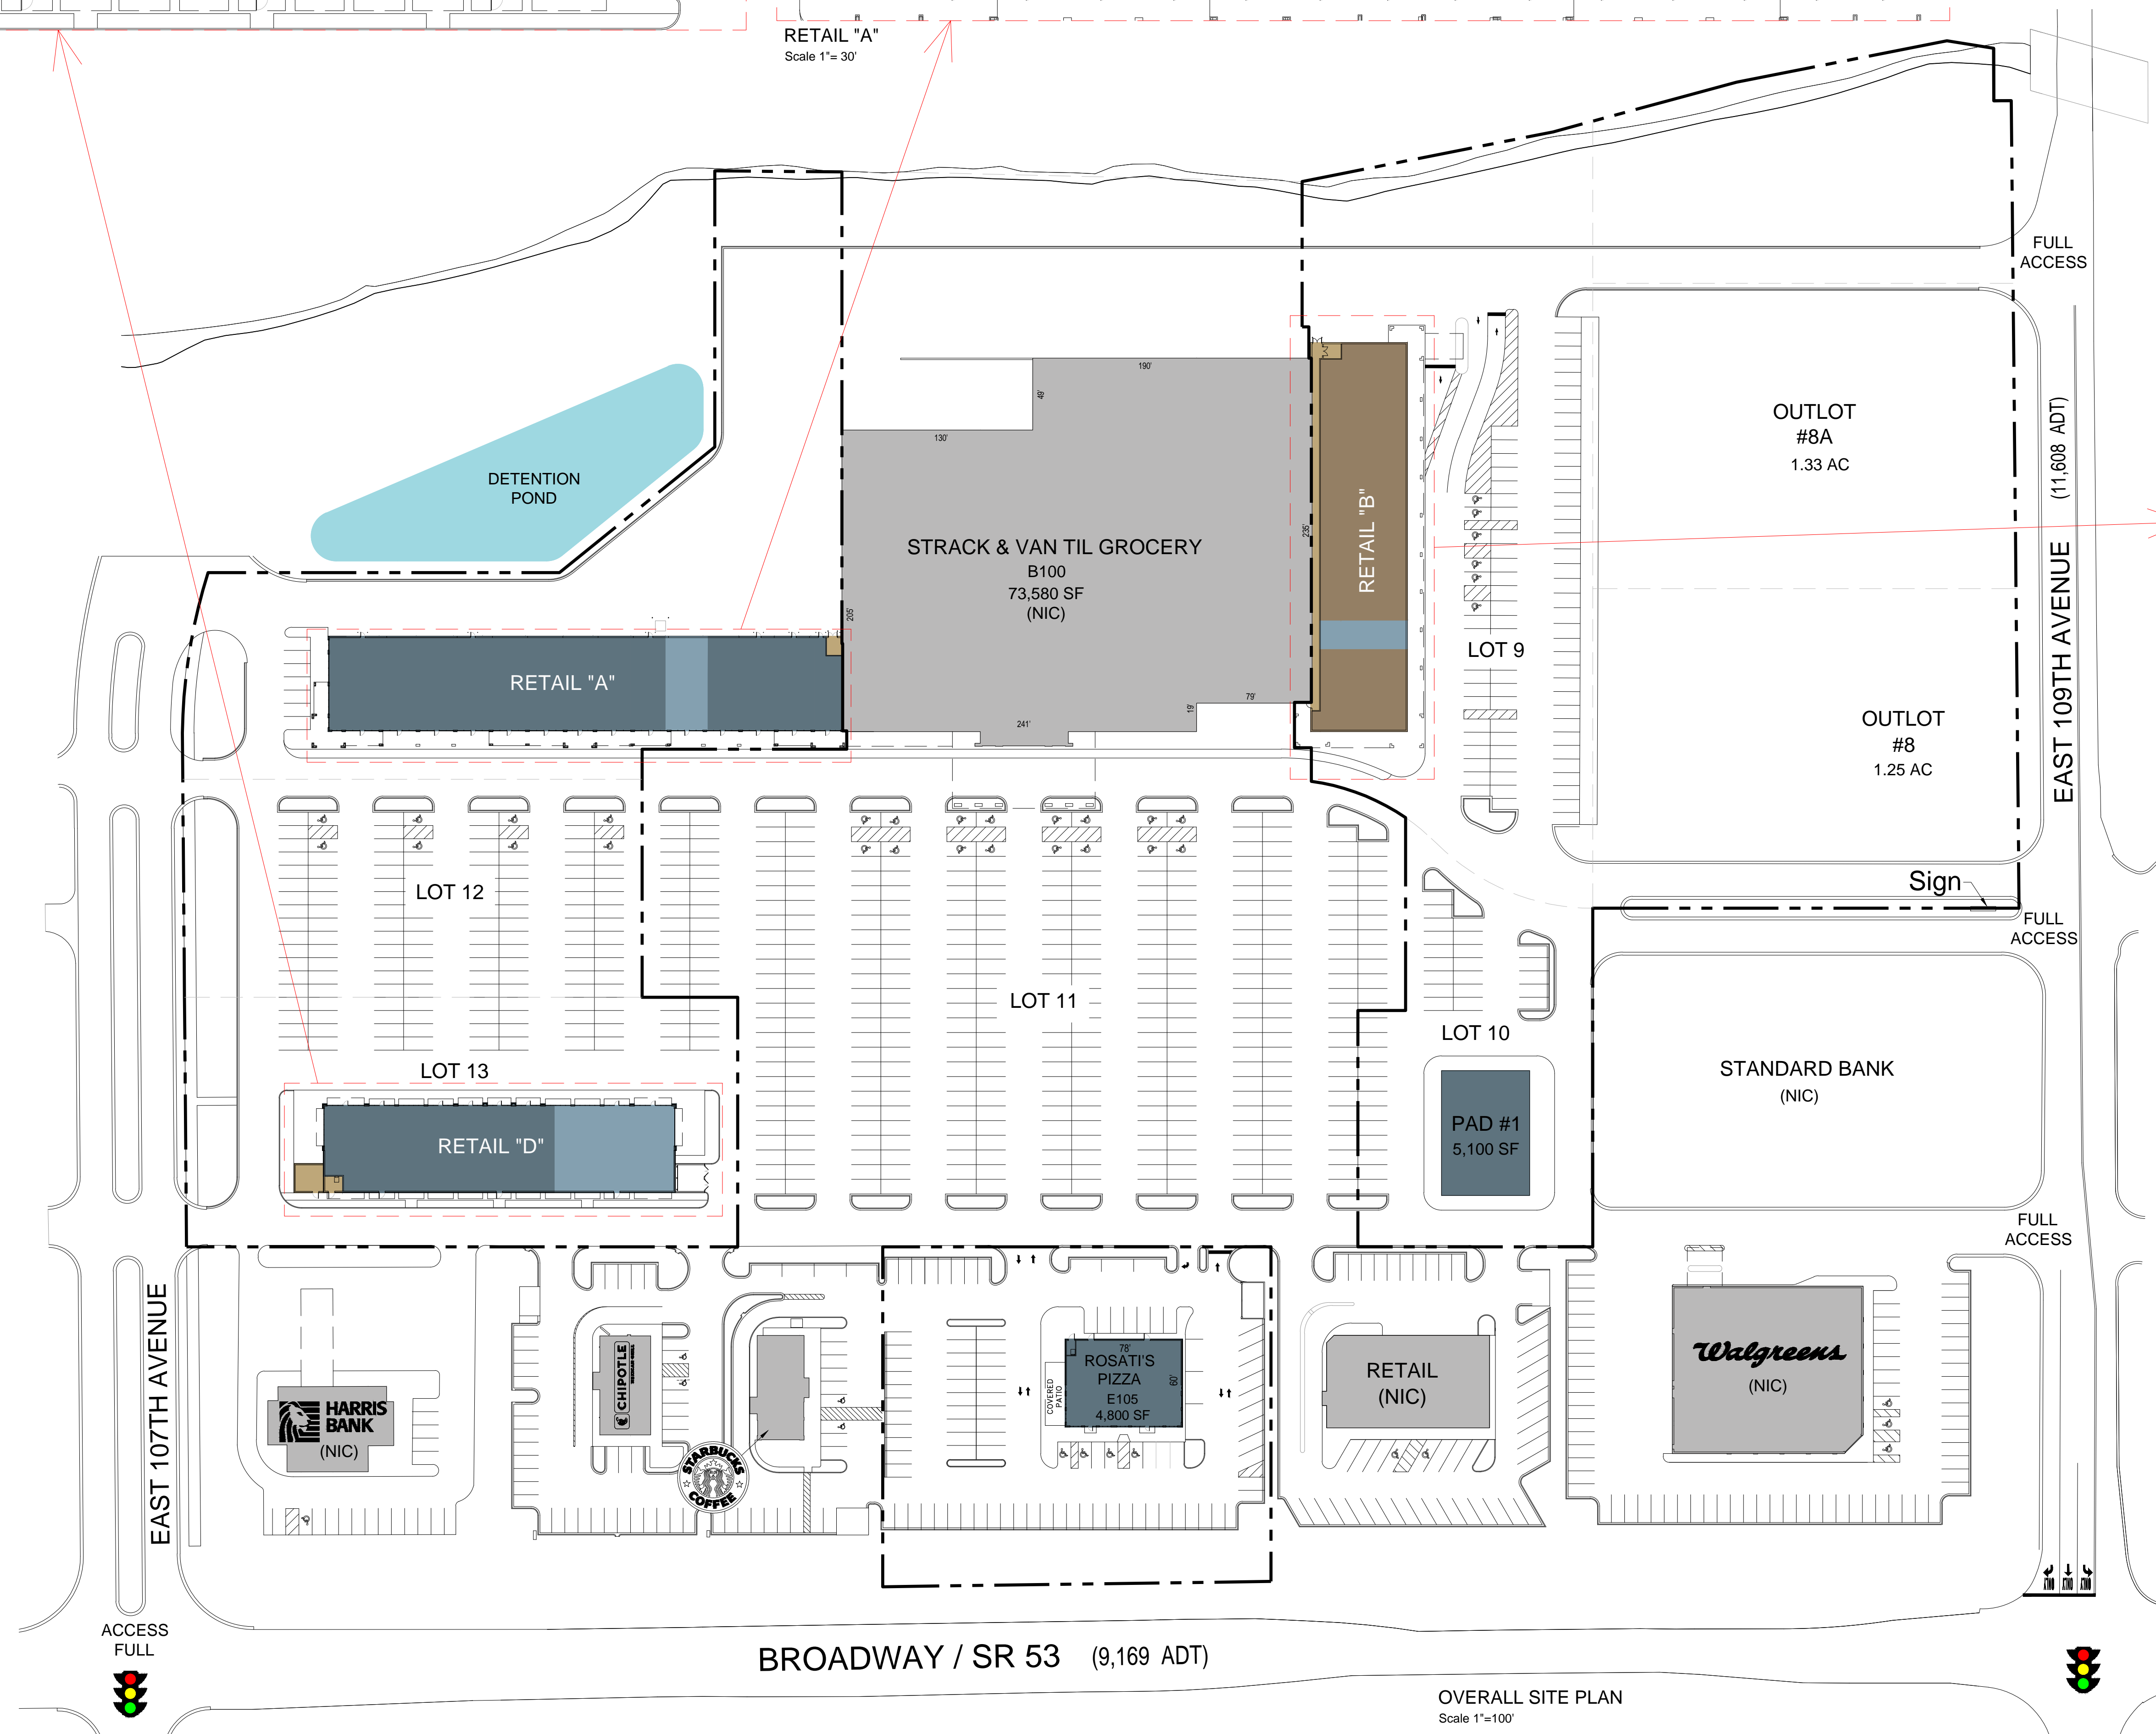 RETAIL "A"
Scale 1"= 30'
FULL
ACCESS
190'
49'
130'
OUTLOT
#8A
1.33 AC
(11,608 ADT)
EAST 109TH AVENUE
DETENTION
POND
STRACK & VAN TIL GROCERY
B100
73,580 SF
(NIC)
235'
RETAIL "B"
205'
LOT 9
RETAIL "A"
79'
19'
241'
OUTLOT
#8
1.25 AC
Sign
LOT 12
FULL
ACCESS
LOT 11
LOT 10
LOT 13
STANDARD BANK
(NIC)
PAD #1
5,100 SF
RETAIL "D"
FULL
ACCESS
EAST 107TH AVENUE
HARRIS
BANK
(NIC)
CHIPOTLE
MEXICAN GRILL
STARBUCKS
COFFEE
78'
ROSATI'S
PIZZA
60'
E105
4,800 SF
COVERED
PATIO
RETAIL
(NIC)
Walgreens
(NIC)
ONLY
ONLY
ONLY
ACCESS
FULL
BROADWAY / SR 53 (9,169 ADT)
OVERALL SITE PLAN
Scale 1"=100'